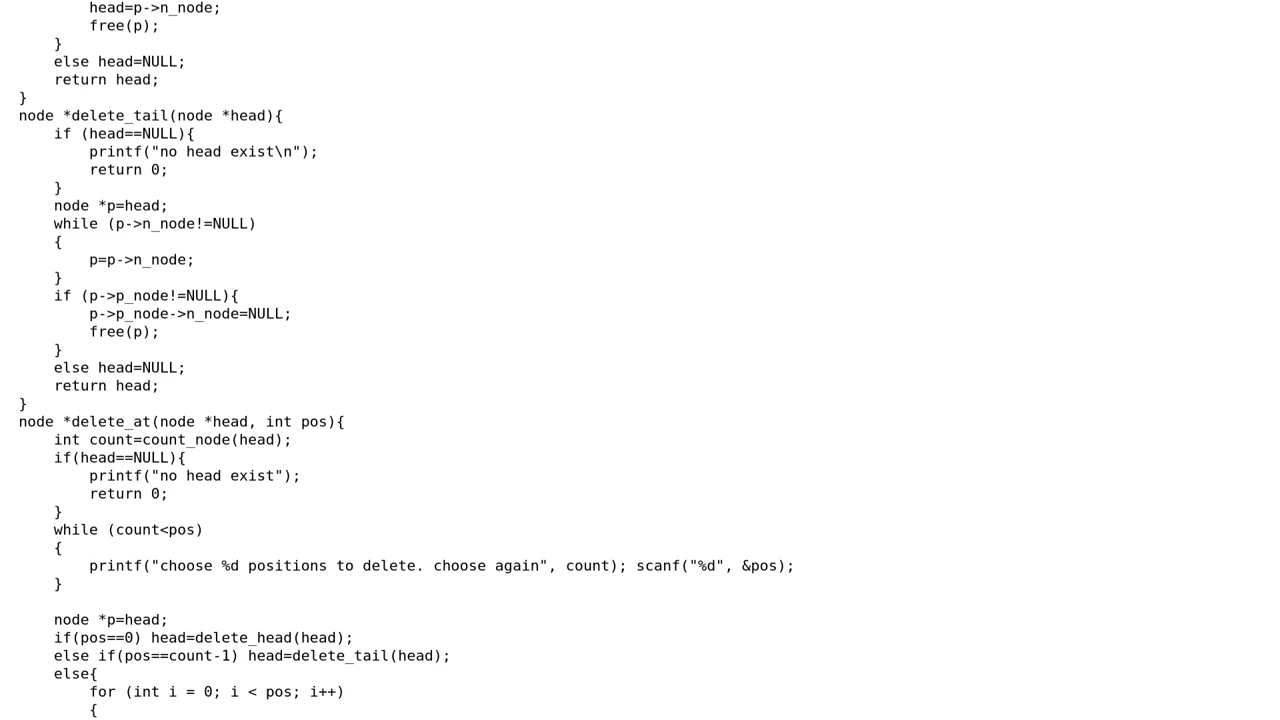 head=p->n_node;
        free(p);
    }
    else head=NULL;
    return head;
}
node *delete_tail(node *head){
    if (head==NULL){
        printf("no head exist\n");
        return 0;
    }
    node *p=head;
    while (p->n_node!=NULL)
    {
        p=p->n_node;
    }
    if (p->p_node!=NULL){
        p->p_node->n_node=NULL;
        free(p);
    }
    else head=NULL;
    return head;
}
node *delete_at(node *head, int pos){
    int count=count_node(head);
    if(head==NULL){
        printf("no head exist");
        return 0;
    }
    while (count<pos)
    {
        printf("choose %d positions to delete. choose again", count); scanf("%d", &pos);
    }

    node *p=head;
    if(pos==0) head=delete_head(head);
    else if(pos==count-1) head=delete_tail(head);
    else{
        for (int i = 0; i < pos; i++)
        {